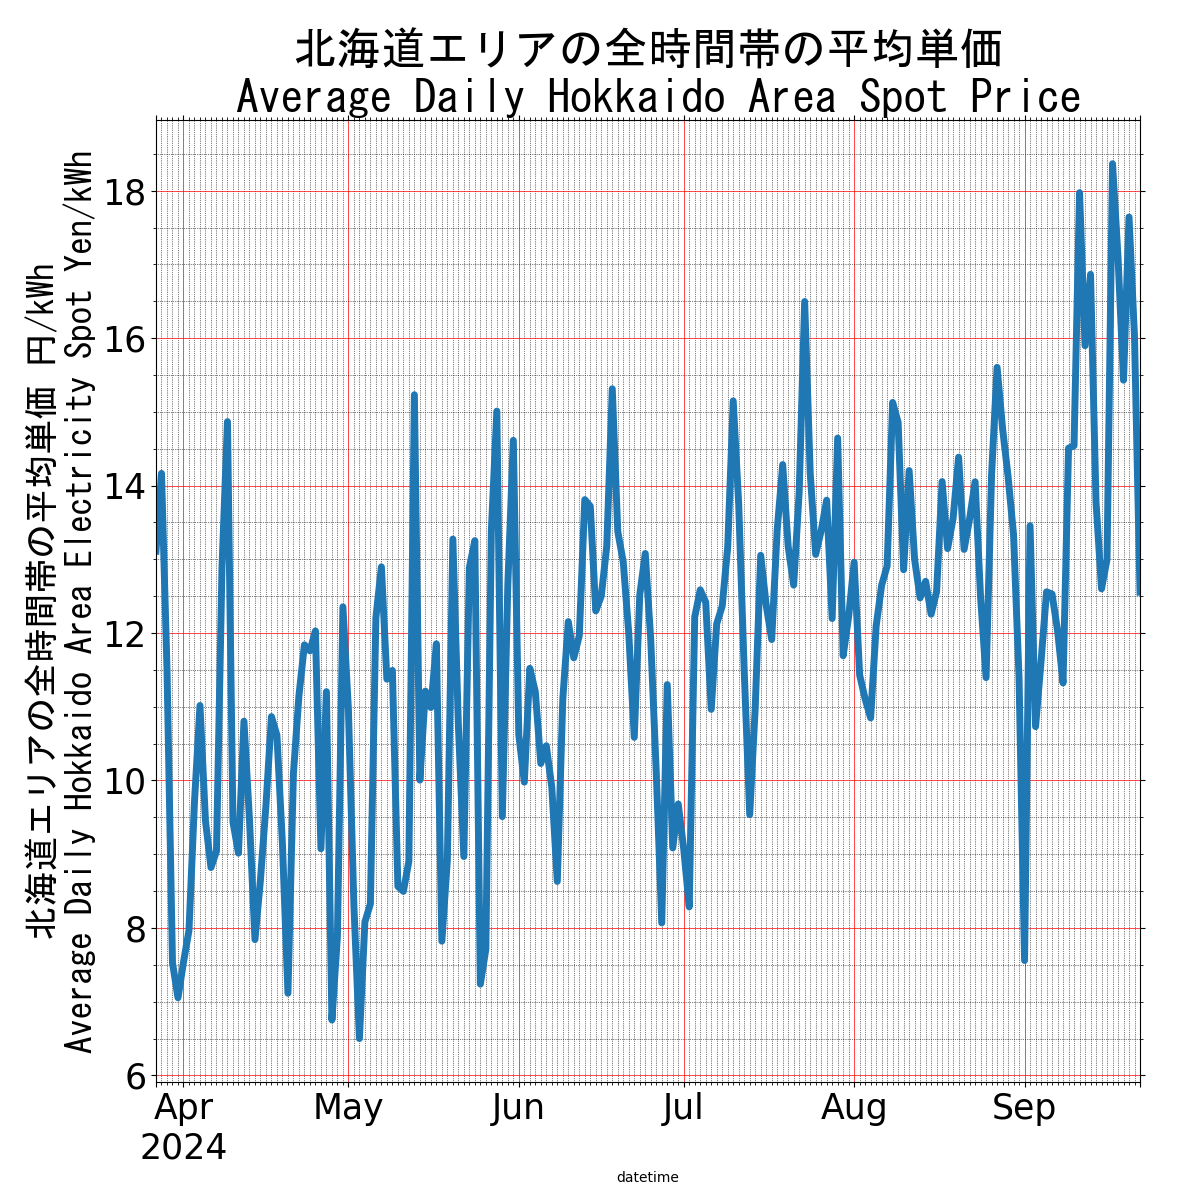 北海道エリアの全時間帯の平均単価
Average Daily Hokkaido Area Spot Price
北海道エリアの全時間帯の平均単価 円/kWh
Average Daily Hokkaido Area Electricity Spot Yen/kWh
18
16
14
12
10
8
6
Apr May Jun Jul Aug Sep
2024
datetime